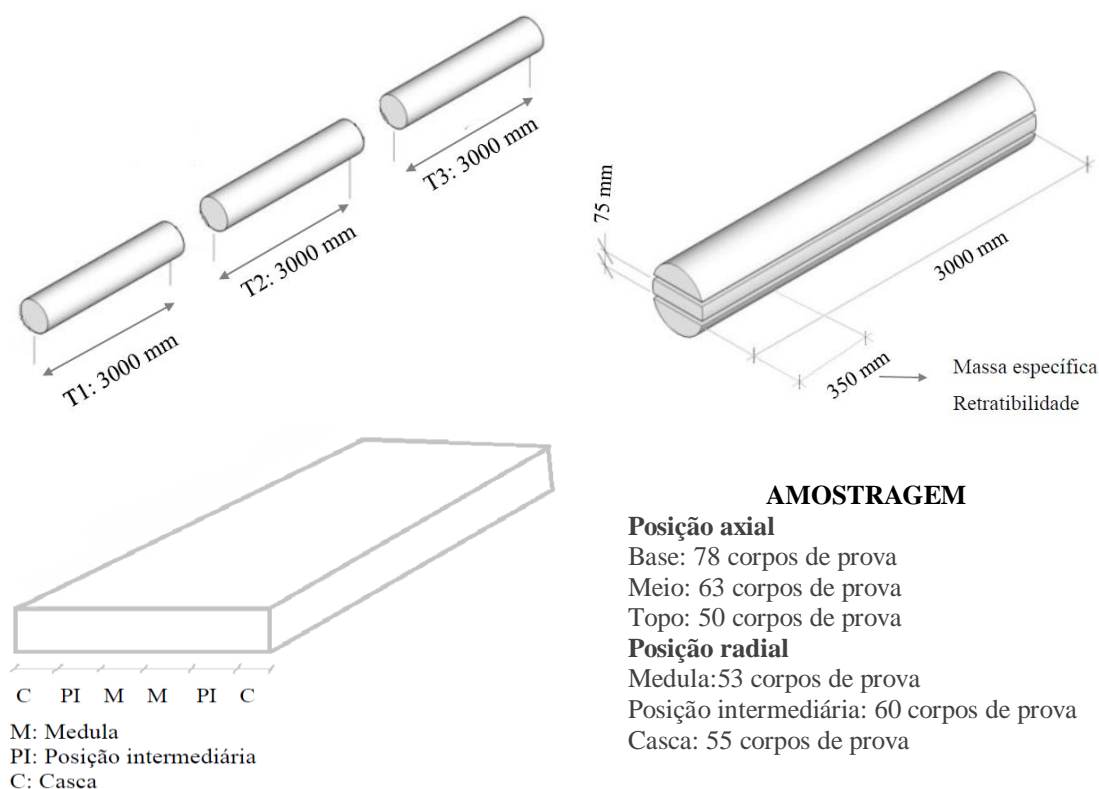 T1: 3000 mm
T2: 3000 mm
T3: 3000 mm
75 mm
3000 mm
350 mm
Massa específica
Retratibilidade
C PI M M PI C
M: Medula
PI: Posição intermediária
C: Casca
AMOSTRAGEM
Posição axial
Base: 78 corpos de prova
Meio: 63 corpos de prova
Topo: 50 corpos de prova
Posição radial
Medula:53 corpos de prova
Posição intermediária: 60 corpos de prova
Casca: 55 corpos de prova